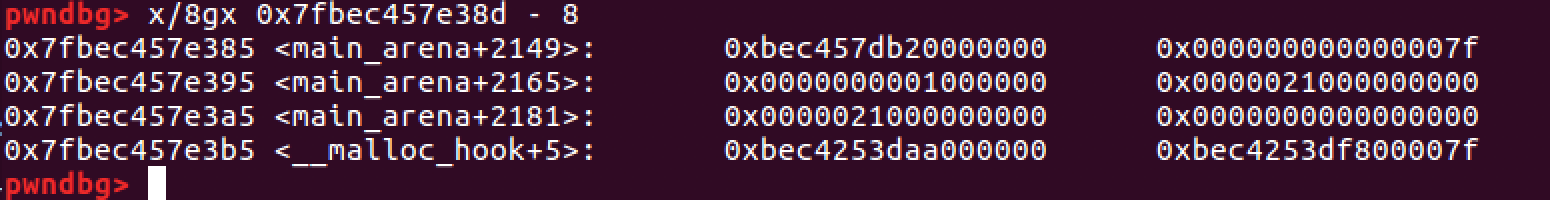 pwndbg> x/8gx 0x7fbec457e38d - 8
0x7fbec457e385 <main_arena+2149>: 0xbec457db20000000 0x000000000000007f
0x7fbec457e395 <main_arena+2165>: 0x0000000001000000 0x0000021000000000
0x7fbec457e3a5 <main_arena+2181>: 0x0000021000000000 0x0000000000000000
0x7fbec457e3b5 <__malloc_hook+5>: 0xbec4253daa000000 0xbec4253df800007f
pwndbg>